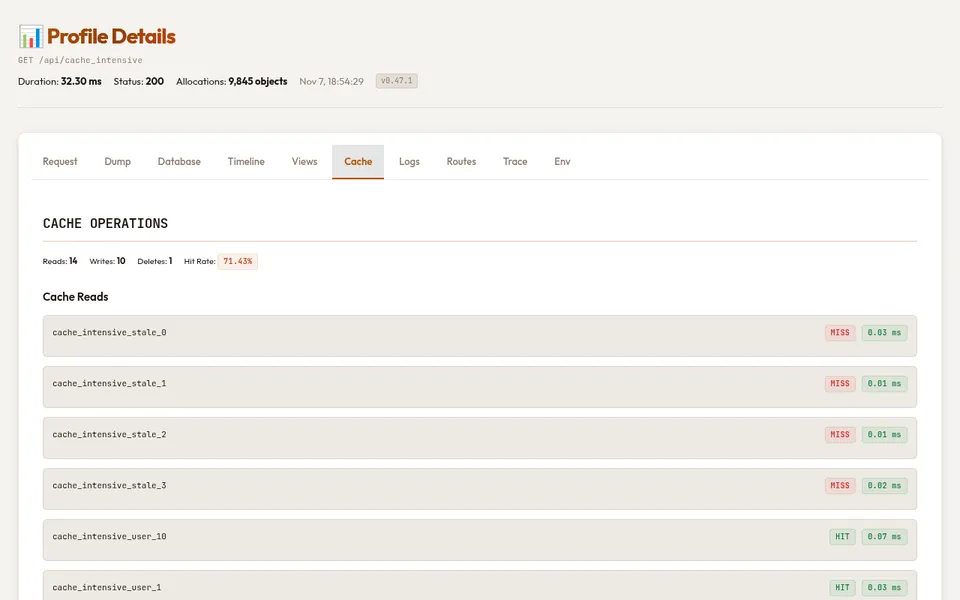 Profile Details
GET /api/cache_intensive
Duration: 32.30 ms Status: 200 Allocations: 9,845 objects Nov 7, 18:54:29 v0.47.1
Request Dump Database Timeline Views Cache Logs Routes Trace Env
CACHE OPERATIONS
Reads: 14 Writes: 10 Deletes: 1 Hit Rate: 71.43%
Cache Reads
cache_intensive_stale_0 MISS 0.03 ms
cache_intensive_stale_1 MISS 0.01 ms
cache_intensive_stale_2 MISS 0.01 ms
cache_intensive_stale_3 MISS 0.02 ms
cache_intensive_user_10 HIT 0.07 ms
cache_intensive_user_1 HIT 0.03 ms